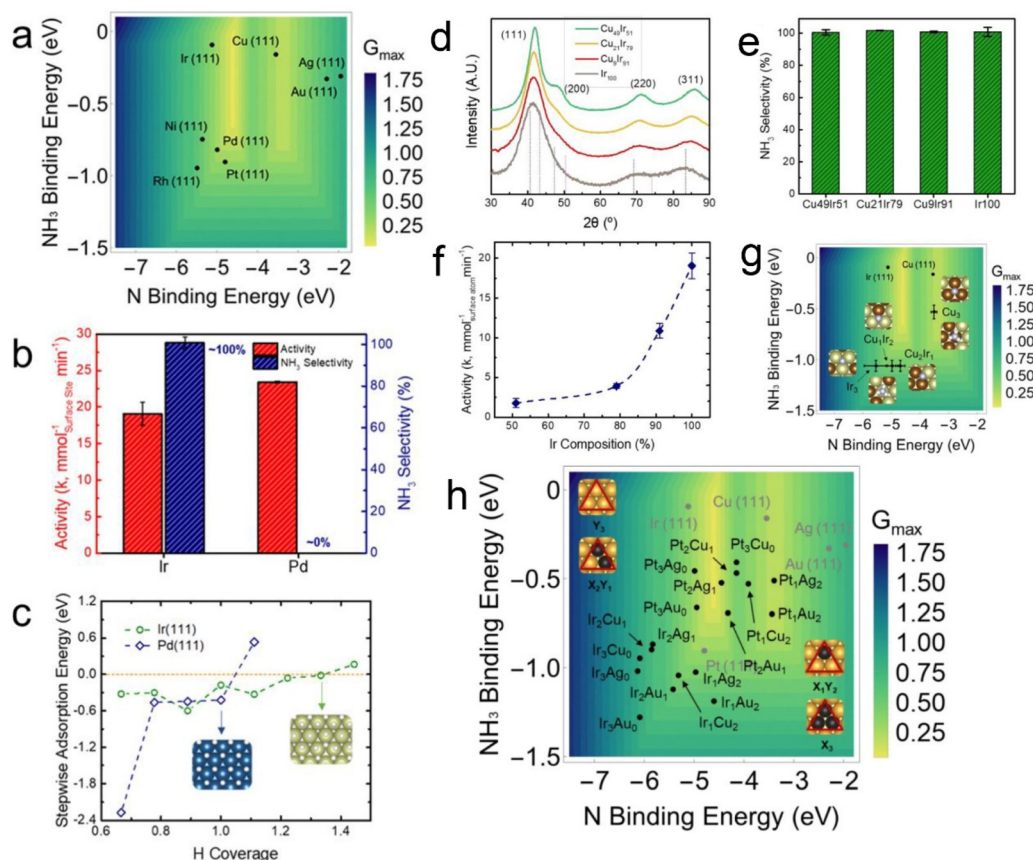 a
NH₃ Binding Energy (eV)
0
−0.5
−1.0
−1.5
Cu (111)
Ir (111)
Ag (111)
Au (111)
Ni (111)
Pd (111)
Rh (111)
Pt (111)
−7 −6 −5 −4 −3 −2
N Binding Energy (eV)
Gmax
1.75
1.50
1.25
1.00
0.75
0.50
0.25
d
Intensity (A.U.)
(111)
Cu₄₉Ir₅₁
Cu₂₁Ir₇₉
Cu₉Ir₉₁
Ir₁₀₀
(200)
(220)
(311)
30 40 50 60 70 80 90
2θ (º)
e
NH₃ Selectivity (%)
100
80
60
40
20
0
Cu49Ir51 Cu21Ir79 Cu9Ir91 Ir100
b
Activity (k, mmol⁻¹Surface Site min⁻¹)
30
25
20
15
10
5
0
~100%
Activity
NH₃ Selectivity
~0%
100
80
60
40
20
0
NH₃ Selectivity (%)
Ir Pd
f
Activity (k, mmol⁻¹surface atom min⁻¹)
20
15
10
5
0
50 60 70 80 90 100
Ir Composition (%)
g
NH₃ Binding Energy (eV)
0
−0.5
−1.0
−1.5
Ir (111)
Cu (111)
Cu₃
Cu₁Ir₂
Cu₂Ir₁
Ir₃
−7 −6 −5 −4 −3 −2
N Binding Energy (eV)
Gmax
1.75
1.50
1.25
1.00
0.75
0.50
0.25
c
Stepwise Adsorption Energy (eV)
1.2
0.6
0.0
-0.6
-1.2
-1.8
-2.4
Ir(111)
Pd(111)
0.6 0.8 1.0 1.2 1.4
H Coverage
h
NH₃ Binding Energy (eV)
0
−0.5
−1.0
−1.5
Y₃
X₂Y₁
Cu (111)
Ir (111)
Ag (111)
Au (111)
Pt₂Cu₁
Pt₃Cu₀
Pt₃Ag₀
Pt₂Ag₁
Pt₁Ag₂
Pt₃Au₀
Pt₁Au₂
Ir₂Cu₁
Ir₂Ag₁
Pt₁Cu₂
Ir₃Cu₀
Pt (11
Pt₂Au₁
Ir₃Ag₀
Ir₁Ag₂
Ir₂Au₁
Ir₁Au₂
Ir₁Cu₂
Ir₃Au₀
X₁Y₂
X₃
−7 −6 −5 −4 −3 −2
N Binding Energy (eV)
Gmax
1.75
1.50
1.25
1.00
0.75
0.50
0.25